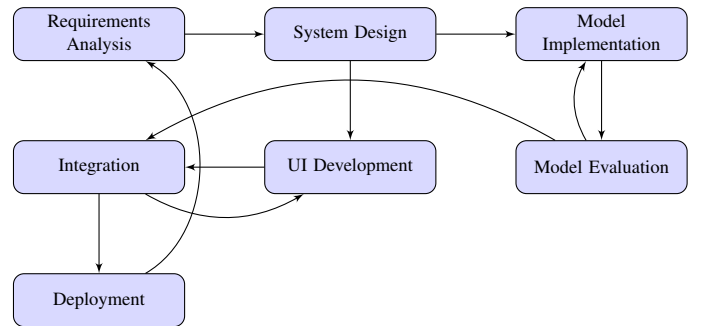 Requirements
Analysis
System Design
Model
Implementation
Integration
UI Development
Model Evaluation
Deployment